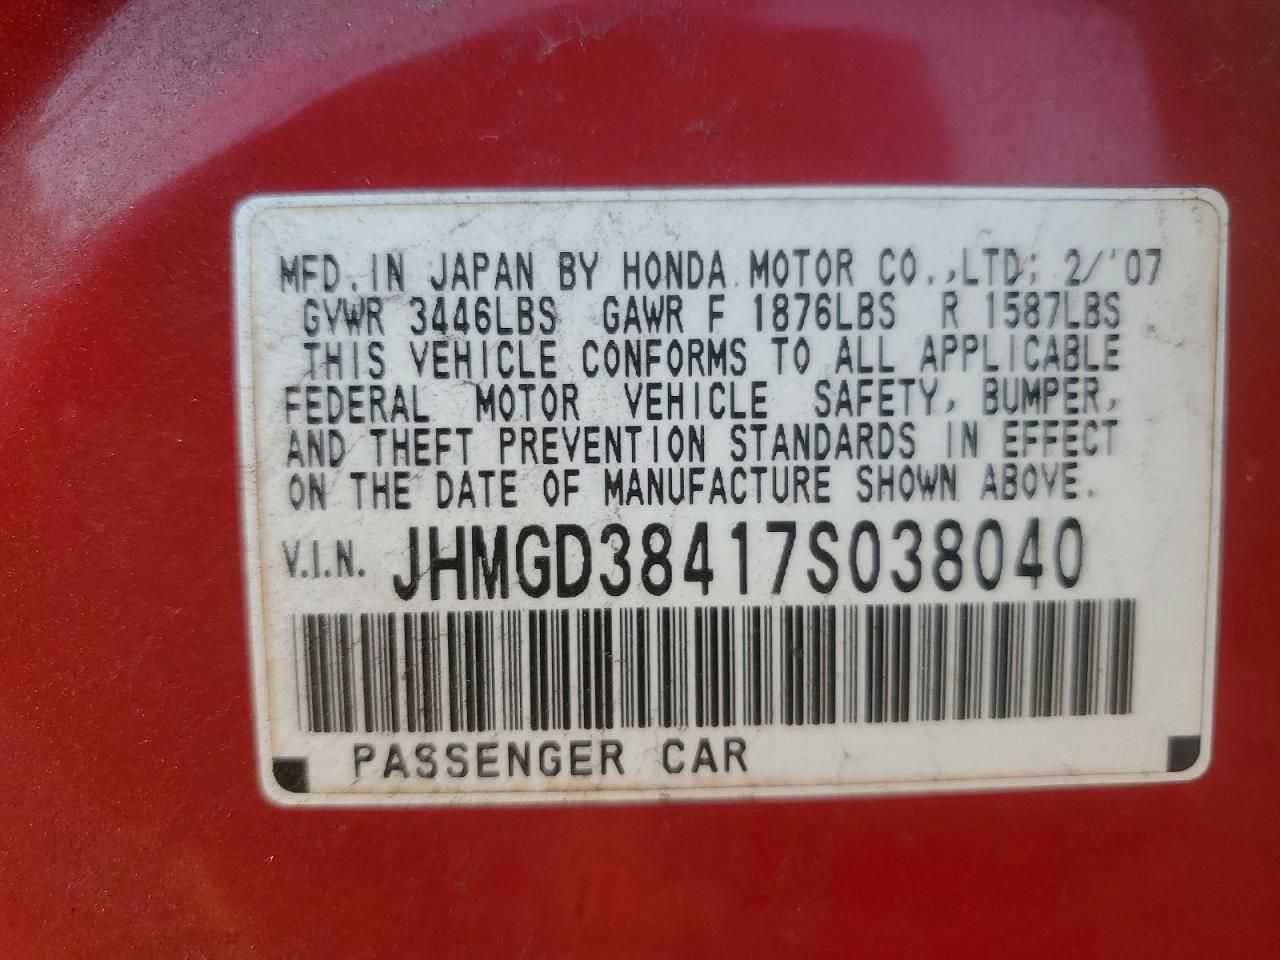 MFD. IN JAPAN BY HONDA MOTOR CO.,LTD; 2/'07
GVWR 3446LBS GAWR F 1876LBS R 1587LBS
THIS VEHICLE CONFORMS TO ALL APPLICABLE
FEDERAL MOTOR VEHICLE SAFETY, BUMPER,
AND THEFT PREVENTION STANDARDS IN EFFECT
ON THE DATE OF MANUFACTURE SHOWN ABOVE.
V.I.N. JHMGD38417S038040
PASSENGER CAR